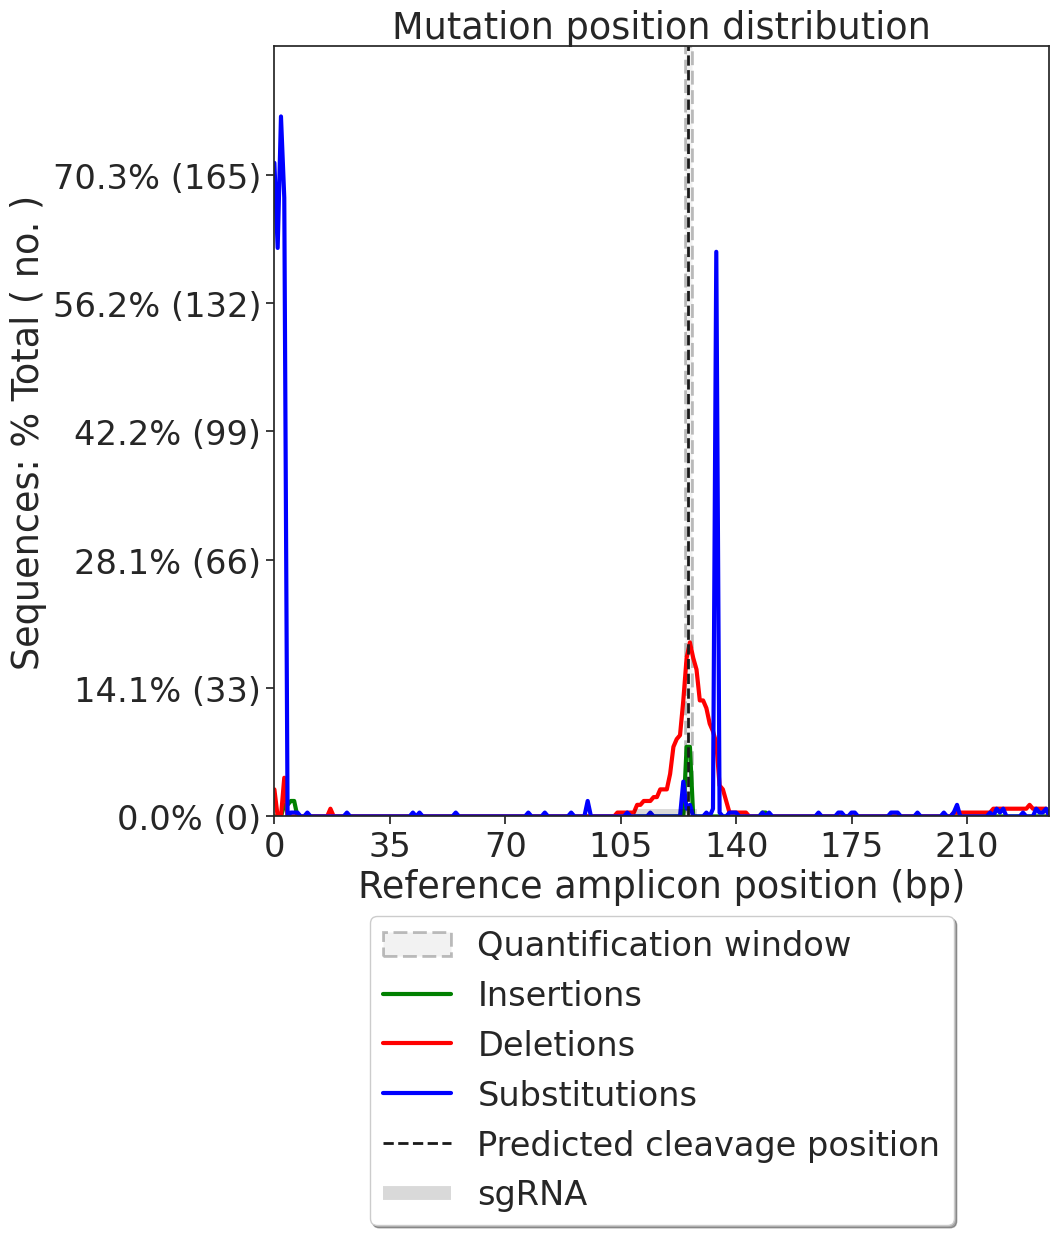 Mutation position distribution
Sequences: % Total ( no. )
70.3% (165)
56.2% (132)
42.2% (99)
28.1% (66)
14.1% (33)
0.0% (0)
0 35 70 105 140 175 210
Reference amplicon position (bp)
Quantification window
Insertions
Deletions
Substitutions
Predicted cleavage position
sgRNA